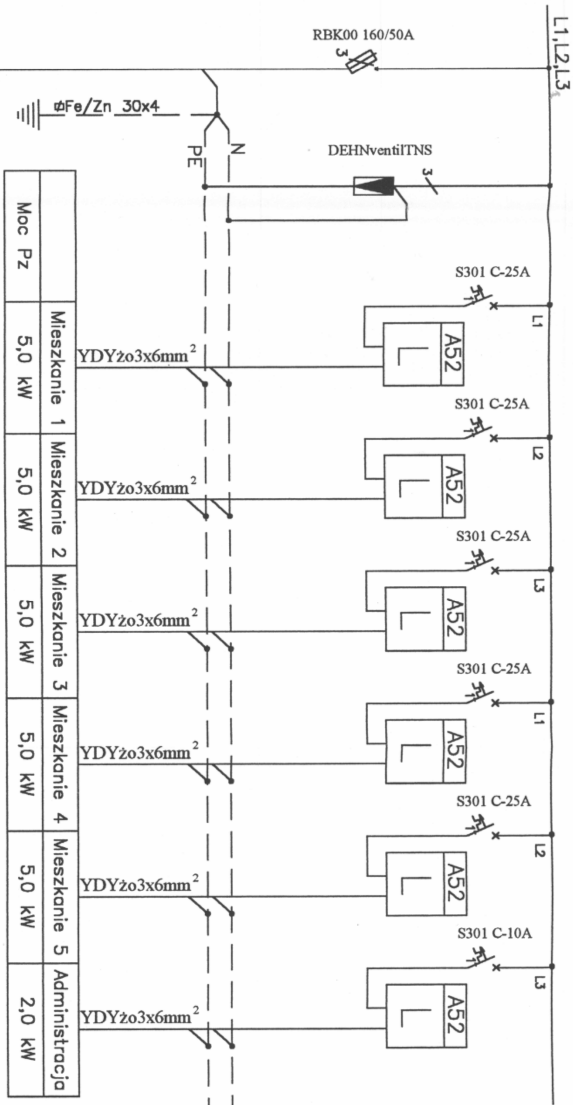 L1,L2,L3
RBK00 160/50A
3
⌀Fe/Zn 30x4
N
PE
DEHNventilTNS
3
S301 C-25A
L1
A52
L
YDYżo3x6mm²
S301 C-25A
L2
A52
L
YDYżo3x6mm²
S301 C-25A
L3
A52
L
YDYżo3x6mm²
S301 C-25A
L1
A52
L
YDYżo3x6mm²
S301 C-25A
L2
A52
L
YDYżo3x6mm²
S301 C-10A
L3
A52
L
YDYżo3x6mm²
Mieszkanie 1
Mieszkanie 2
Mieszkanie 3
Mieszkanie 4
Mieszkanie 5
Administracja
Moc Pz
5,0 kW
5,0 kW
5,0 kW
5,0 kW
5,0 kW
2,0 kW